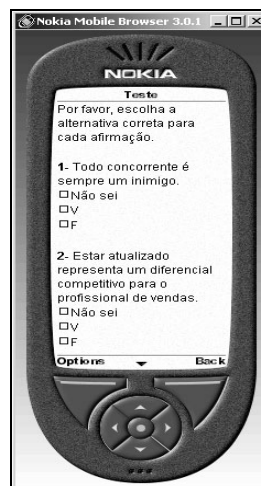 Nokia Mobile Browser 3.0.1
NOKIA
Teste
Por favor, escolha a
alternativa correta para
cada afirmação.
1- Todo concorrente é
sempre um inimigo.
Não sei
V
F
2- Estar atualizado
representa um diferencial
competitivo para o
profissional de vendas.
Não sei
V
F
Options Back